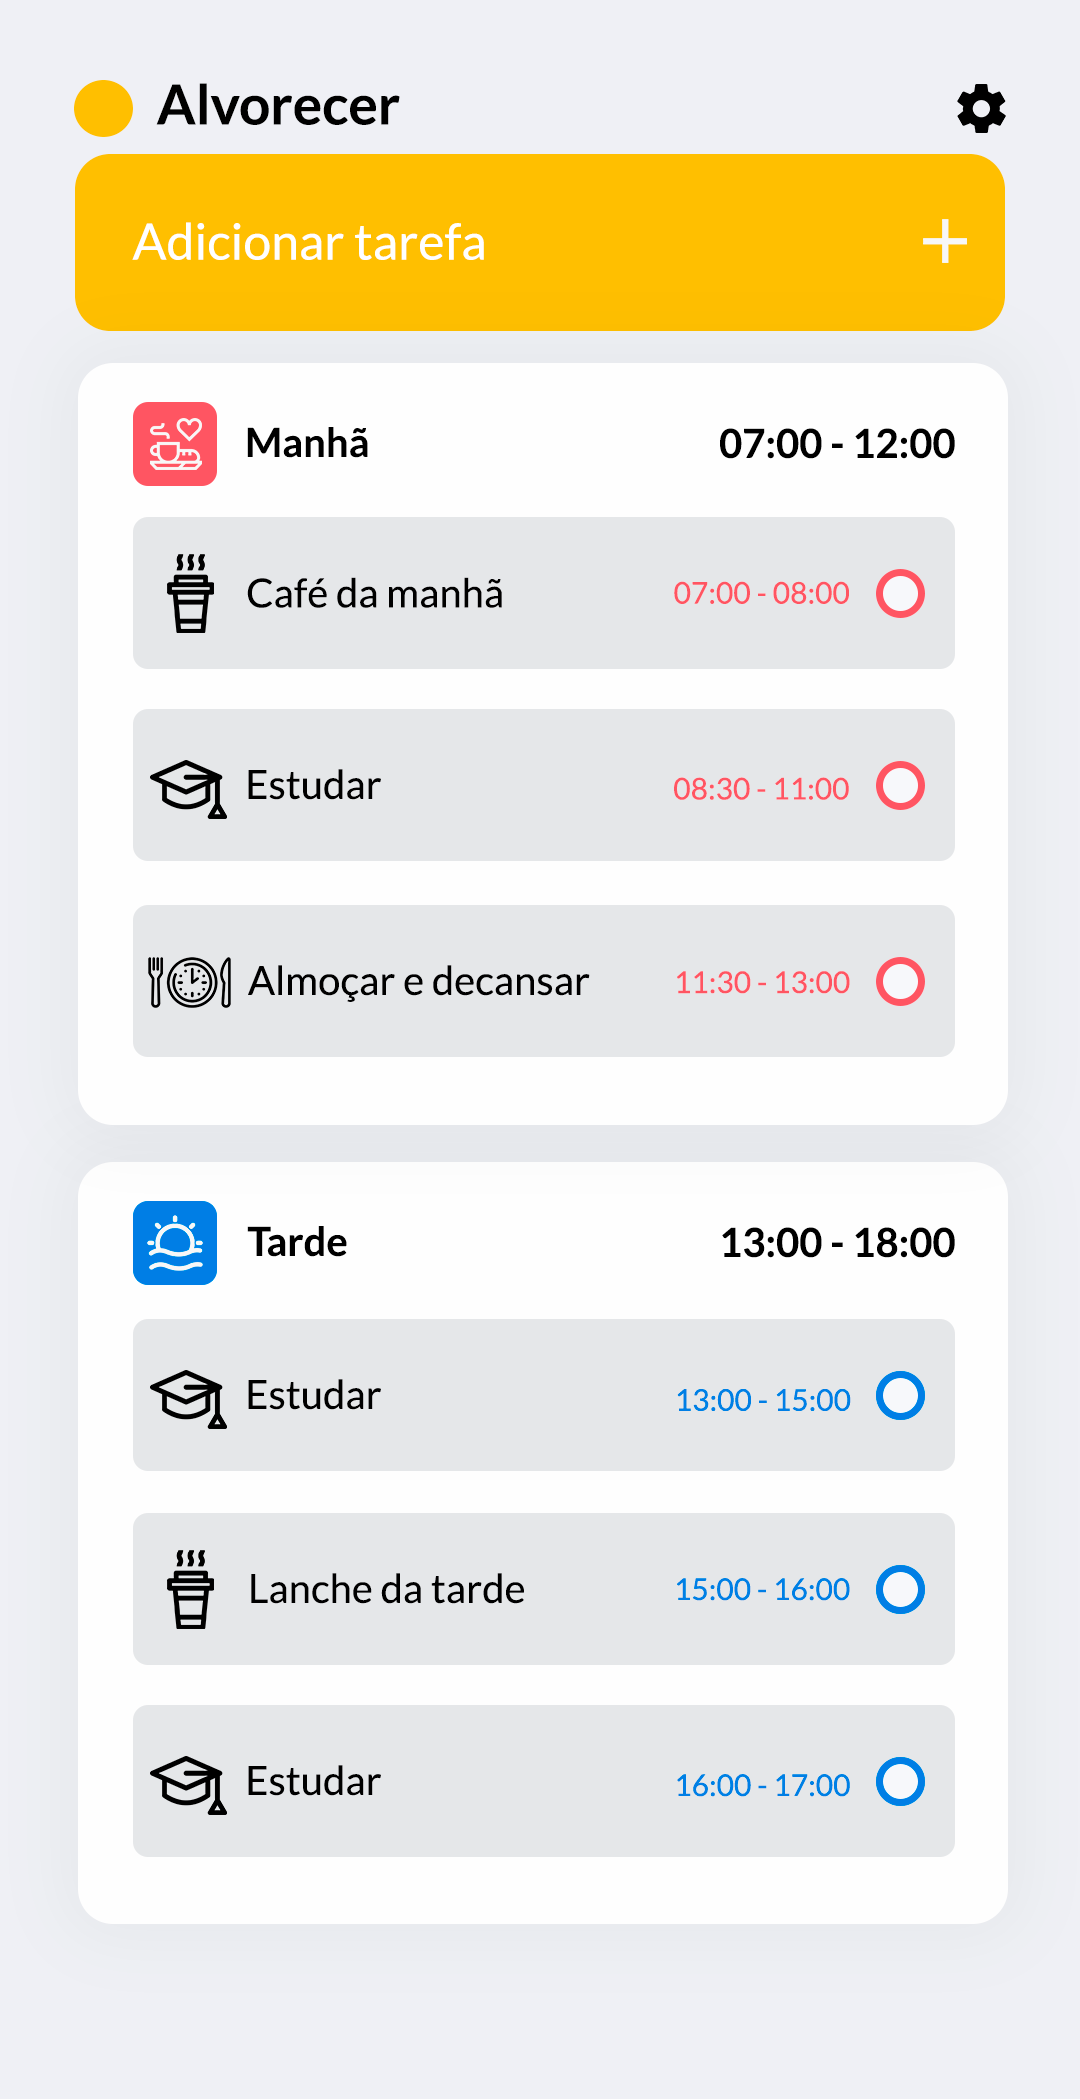 Alvorecer
Adicionar tarefa
Manhã 07:00 - 12:00
Café da manhã 07:00 - 08:00
Estudar 08:30 - 11:00
Almoçar e decansar 11:30 - 13:00
Tarde 13:00 - 18:00
Estudar 13:00 - 15:00
Lanche da tarde 15:00 - 16:00
Estudar 16:00 - 17:00